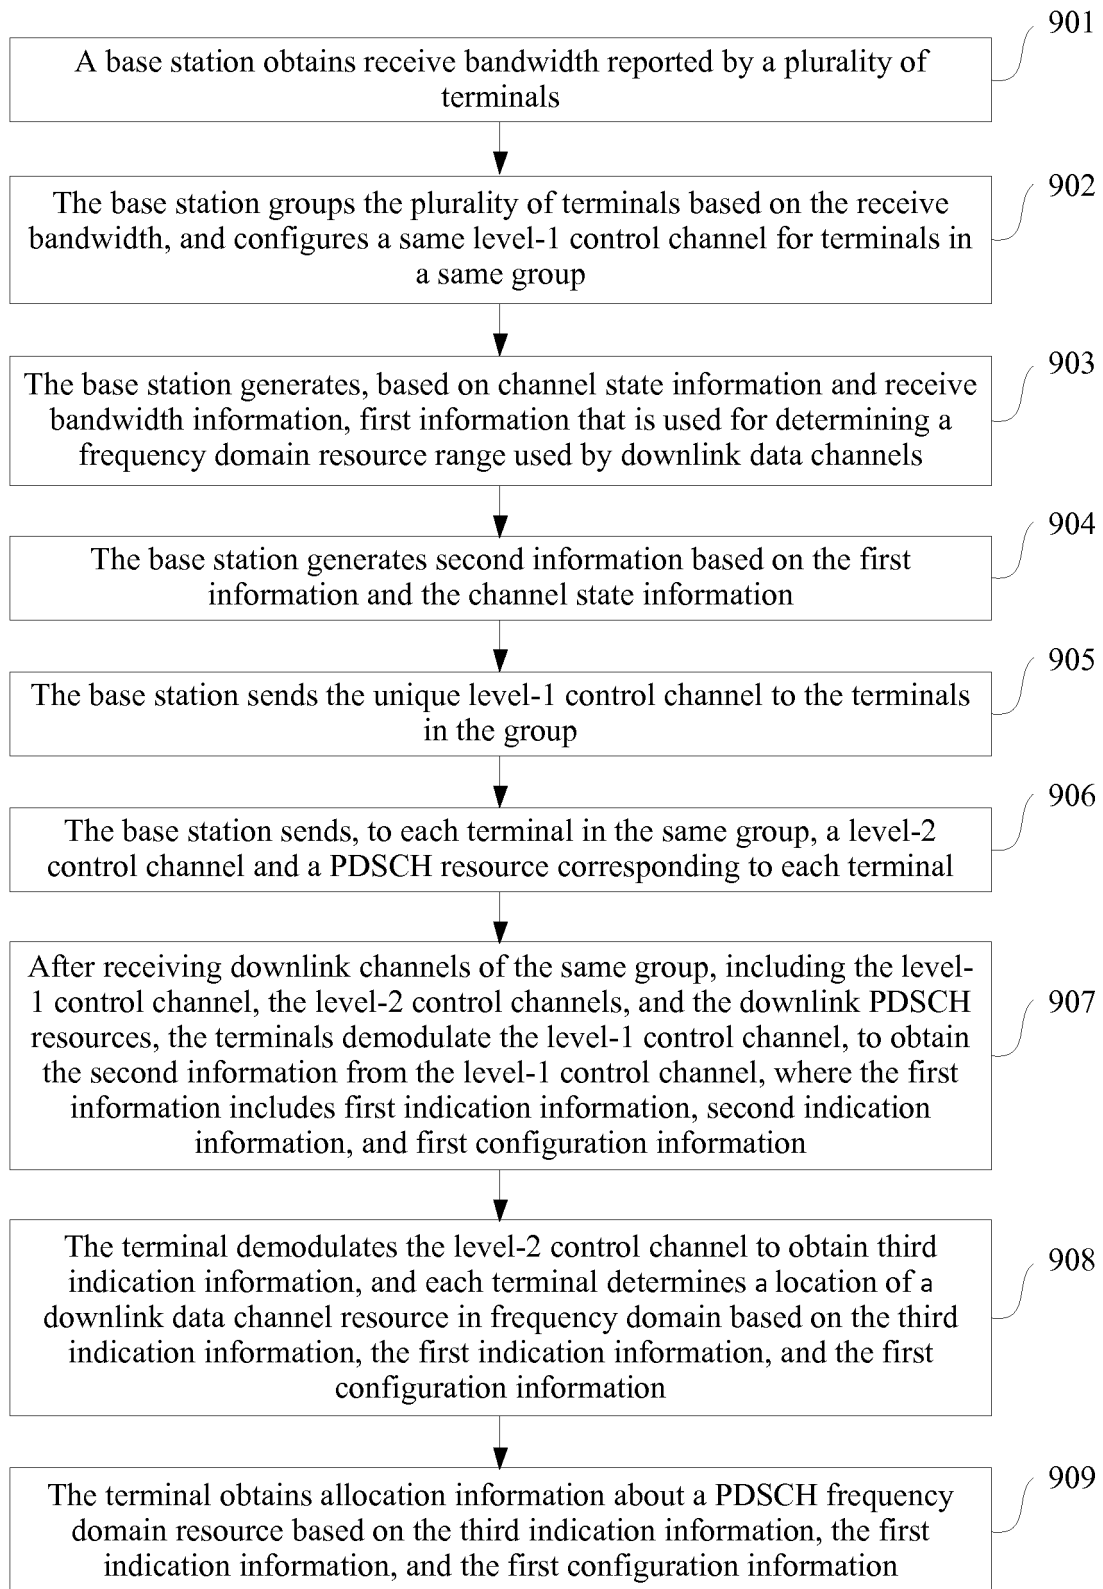 901
A base station obtains receive bandwidth reported by a plurality of
terminals
902
The base station groups the plurality of terminals based on the receive
bandwidth, and configures a same level-1 control channel for terminals in
a same group
903
The base station generates, based on channel state information and receive
bandwidth information, first information that is used for determining a
frequency domain resource range used by downlink data channels
904
The base station generates second information based on the first
information and the channel state information
905
The base station sends the unique level-1 control channel to the terminals
in the group
906
The base station sends, to each terminal in the same group, a level-2
control channel and a PDSCH resource corresponding to each terminal
907
After receiving downlink channels of the same group, including the level-
1 control channel, the level-2 control channels, and the downlink PDSCH
resources, the terminals demodulate the level-1 control channel, to obtain
the second information from the level-1 control channel, where the first
information includes first indication information, second indication
information, and first configuration information
908
The terminal demodulates the level-2 control channel to obtain third
indication information, and each terminal determines a location of a
downlink data channel resource in frequency domain based on the third
indication information, the first indication information, and the first
configuration information
909
The terminal obtains allocation information about a PDSCH frequency
domain resource based on the third indication information, the first
indication information, and the first configuration information